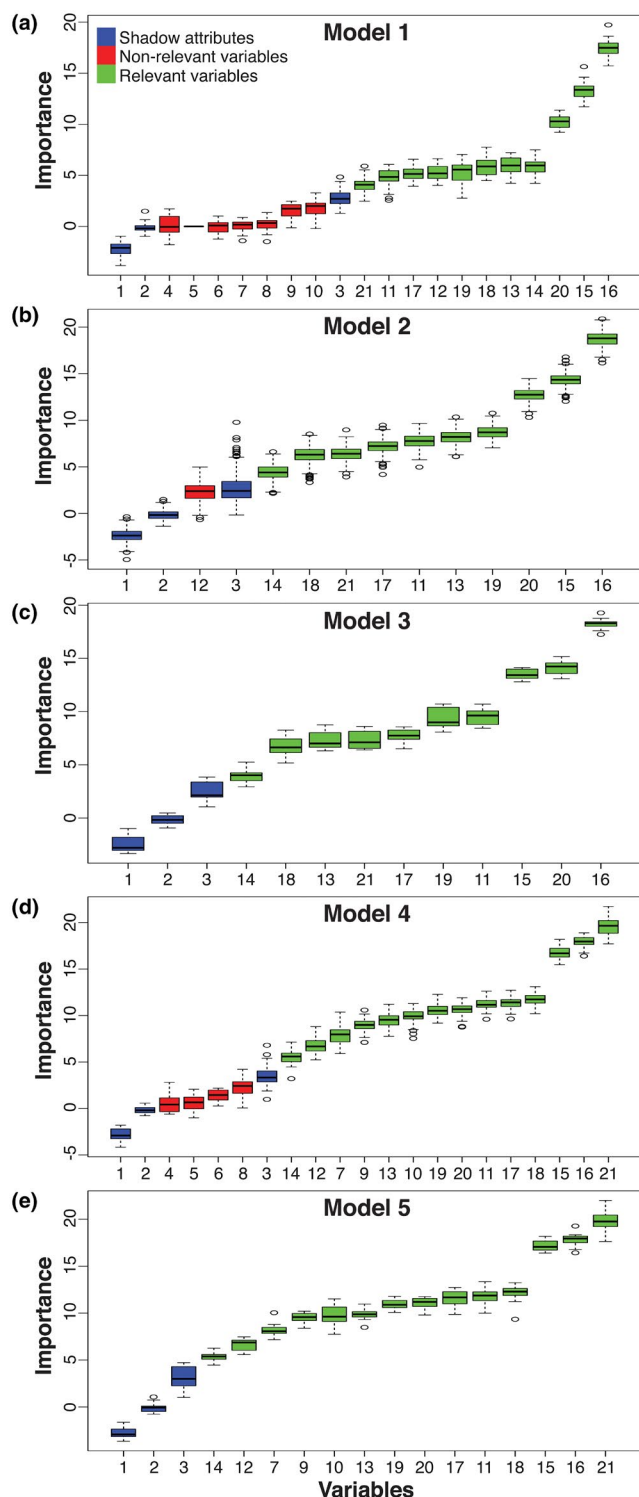 (a)
Model 1
Shadow attributes
Non-relevant variables
Relevant variables
Importance
20
15
10
5
0
1 2 4 5 6 7 8 9 10 3 21 11 17 12 19 18 13 14 20 15 16
(b)
Model 2
Importance
20
15
10
5
0
-5
1 2 12 3 14 18 21 17 11 13 19 20 15 16
(c)
Model 3
Importance
20
15
10
5
0
1 2 3 14 18 13 21 17 19 11 15 20 16
(d)
Model 4
Importance
20
15
10
5
0
-5
1 2 4 5 6 8 3 14 12 7 9 13 10 19 20 11 17 18 15 16 21
(e)
Model 5
Importance
20
15
10
5
0
1 2 3 14 12 7 9 10 13 19 20 17 11 18 15 16 21
Variables